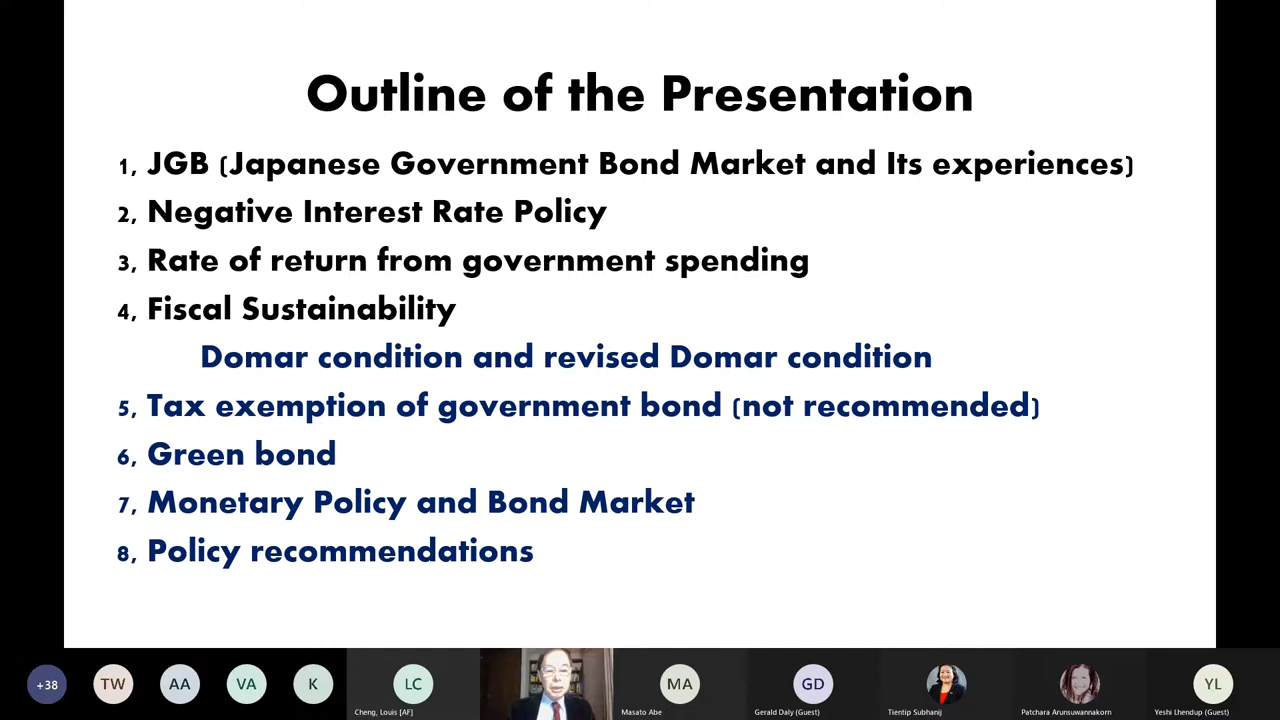 Outline of the Presentation
1, JGB (Japanese Government Bond Market and Its experiences)
2, Negative Interest Rate Policy
3, Rate of return from government spending
4, Fiscal Sustainability
Domar condition and revised Domar condition
5, Tax exemption of government bond (not recommended)
6, Green bond
7, Monetary Policy and Bond Market
8, Policy recommendations
+38 TW AA VA K LC MA GD YL
Cheng, Louis [AF] Masato Abe Gerald Daly (Guest) Tientip Subhanij Patchara Arunsuwannakorn Yeshi Lhendup (Guest)